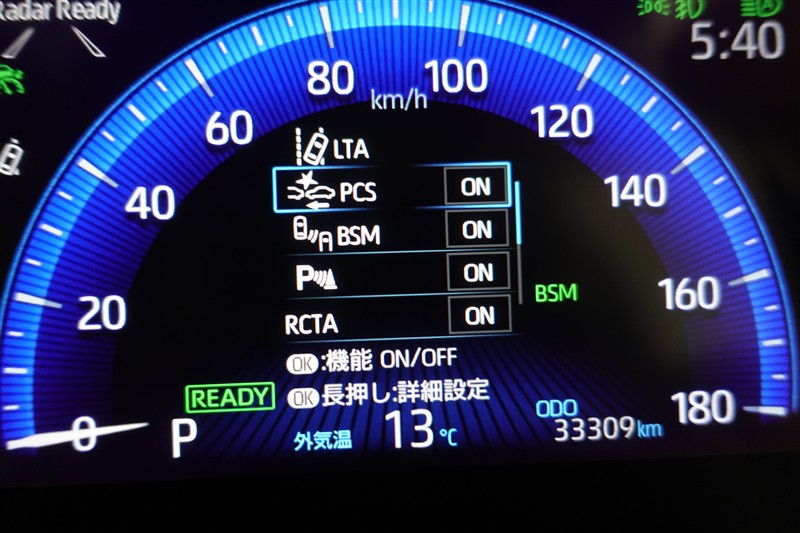 Radar Ready
5:40
80
100
km/h
60
120
LTA
40
PCS ON
140
BSM ON
P ON
BSM
160
20
RCTA ON
OK:機能 ON/OFF
READY
OK長押し:詳細設定
ODO
180
0
P
外気温 13℃
33309km